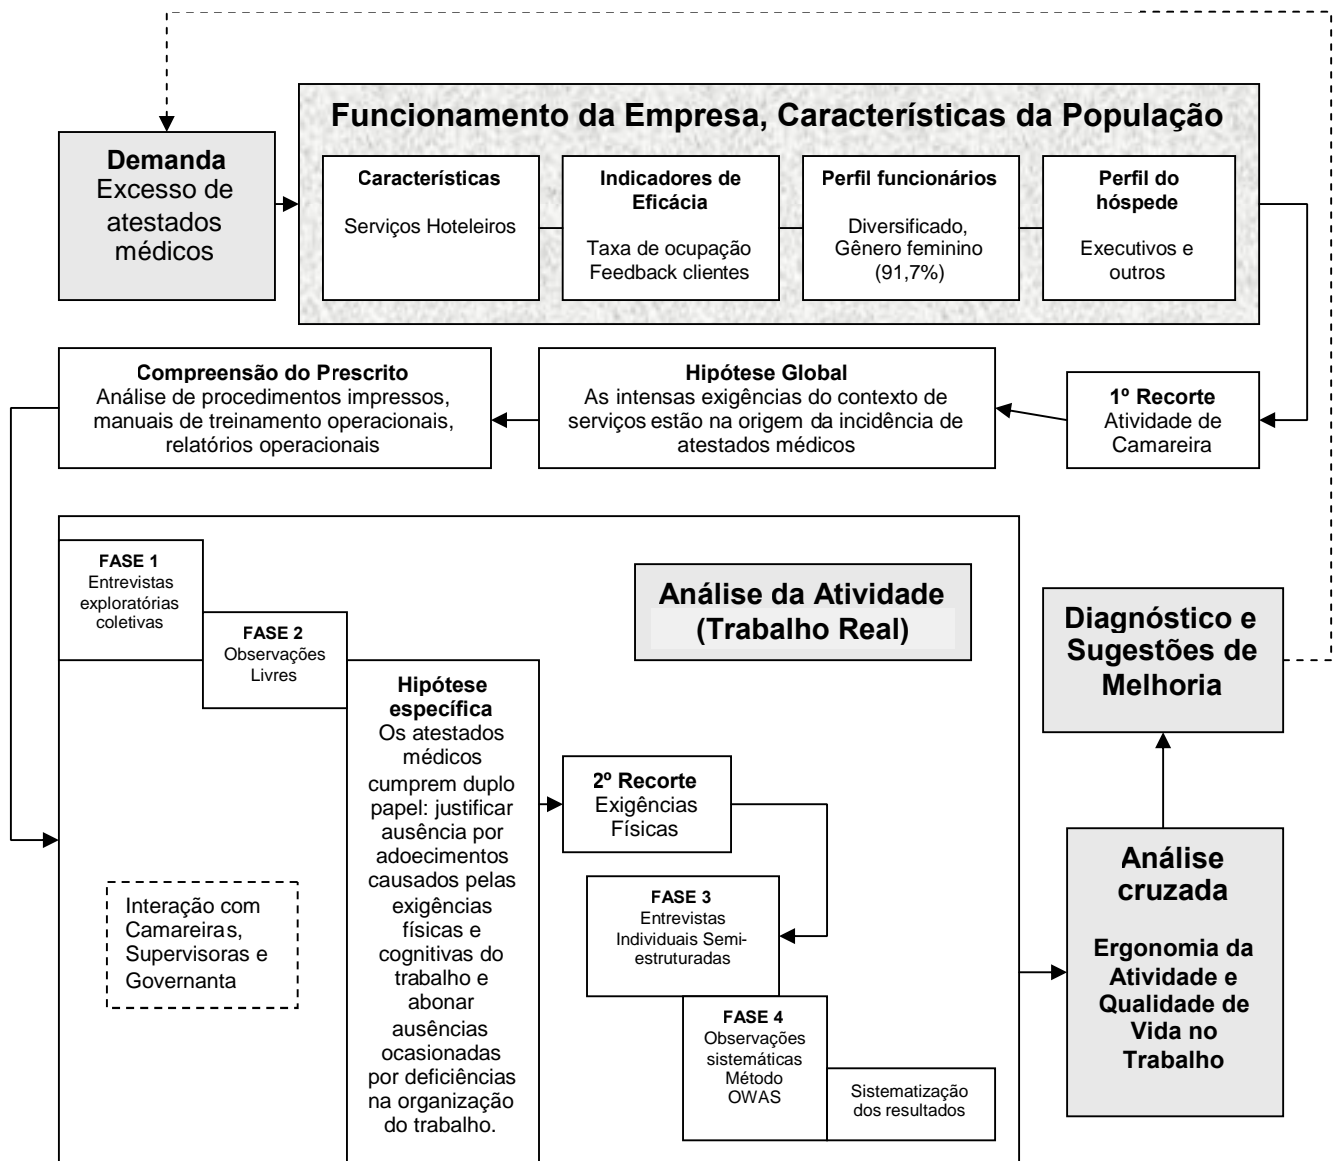 Funcionamento da Empresa, Características da População
Demanda
Excesso de
atestados
médicos
Características
Serviços Hoteleiros
Indicadores de
Eficácia
Taxa de ocupação
Feedback clientes
Perfil funcionários
Diversificado,
Gênero feminino
(91,7%)
Perfil do
hóspede
Executivos e
outros
Compreensão do Prescrito
Análise de procedimentos impressos,
manuais de treinamento operacionais,
relatórios operacionais
Hipótese Global
As intensas exigências do contexto de
serviços estão na origem da incidência de
atestados médicos
1º Recorte
Atividade de
Camareira
FASE 1
Entrevistas
exploratórias
coletivas
FASE 2
Observações
Livres
Análise da Atividade
(Trabalho Real)
Hipótese
específica
Os atestados
médicos
cumprem duplo
papel: justificar
ausência por
adoecimentos
causados pelas
exigências
físicas e
cognitivas do
trabalho e
abonar
ausências
ocasionadas
por deficiências
na organização
do trabalho.
Interação com
Camareiras,
Supervisoras e
Governanta
2º Recorte
Exigências
Físicas
FASE 3
Entrevistas
Individuais Semi-
estruturadas
FASE 4
Observações
sistemáticas
Método
OWAS
Sistematização
dos resultados
Diagnóstico e
Sugestões de
Melhoria
Análise
cruzada
Ergonomia da
Atividade e
Qualidade de
Vida no
Trabalho